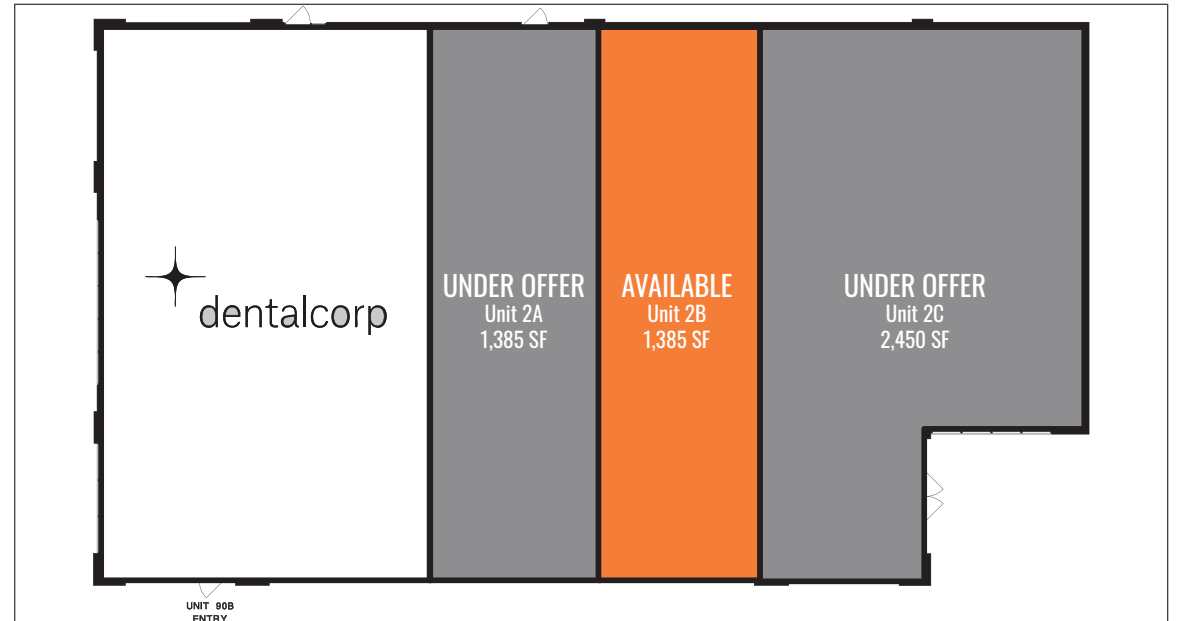 dentalcorp
UNDER OFFER
Unit 2A
1,385 SF
AVAILABLE
Unit 2B
1,385 SF
UNDER OFFER
Unit 2C
2,450 SF
UNIT 90B
ENTRY